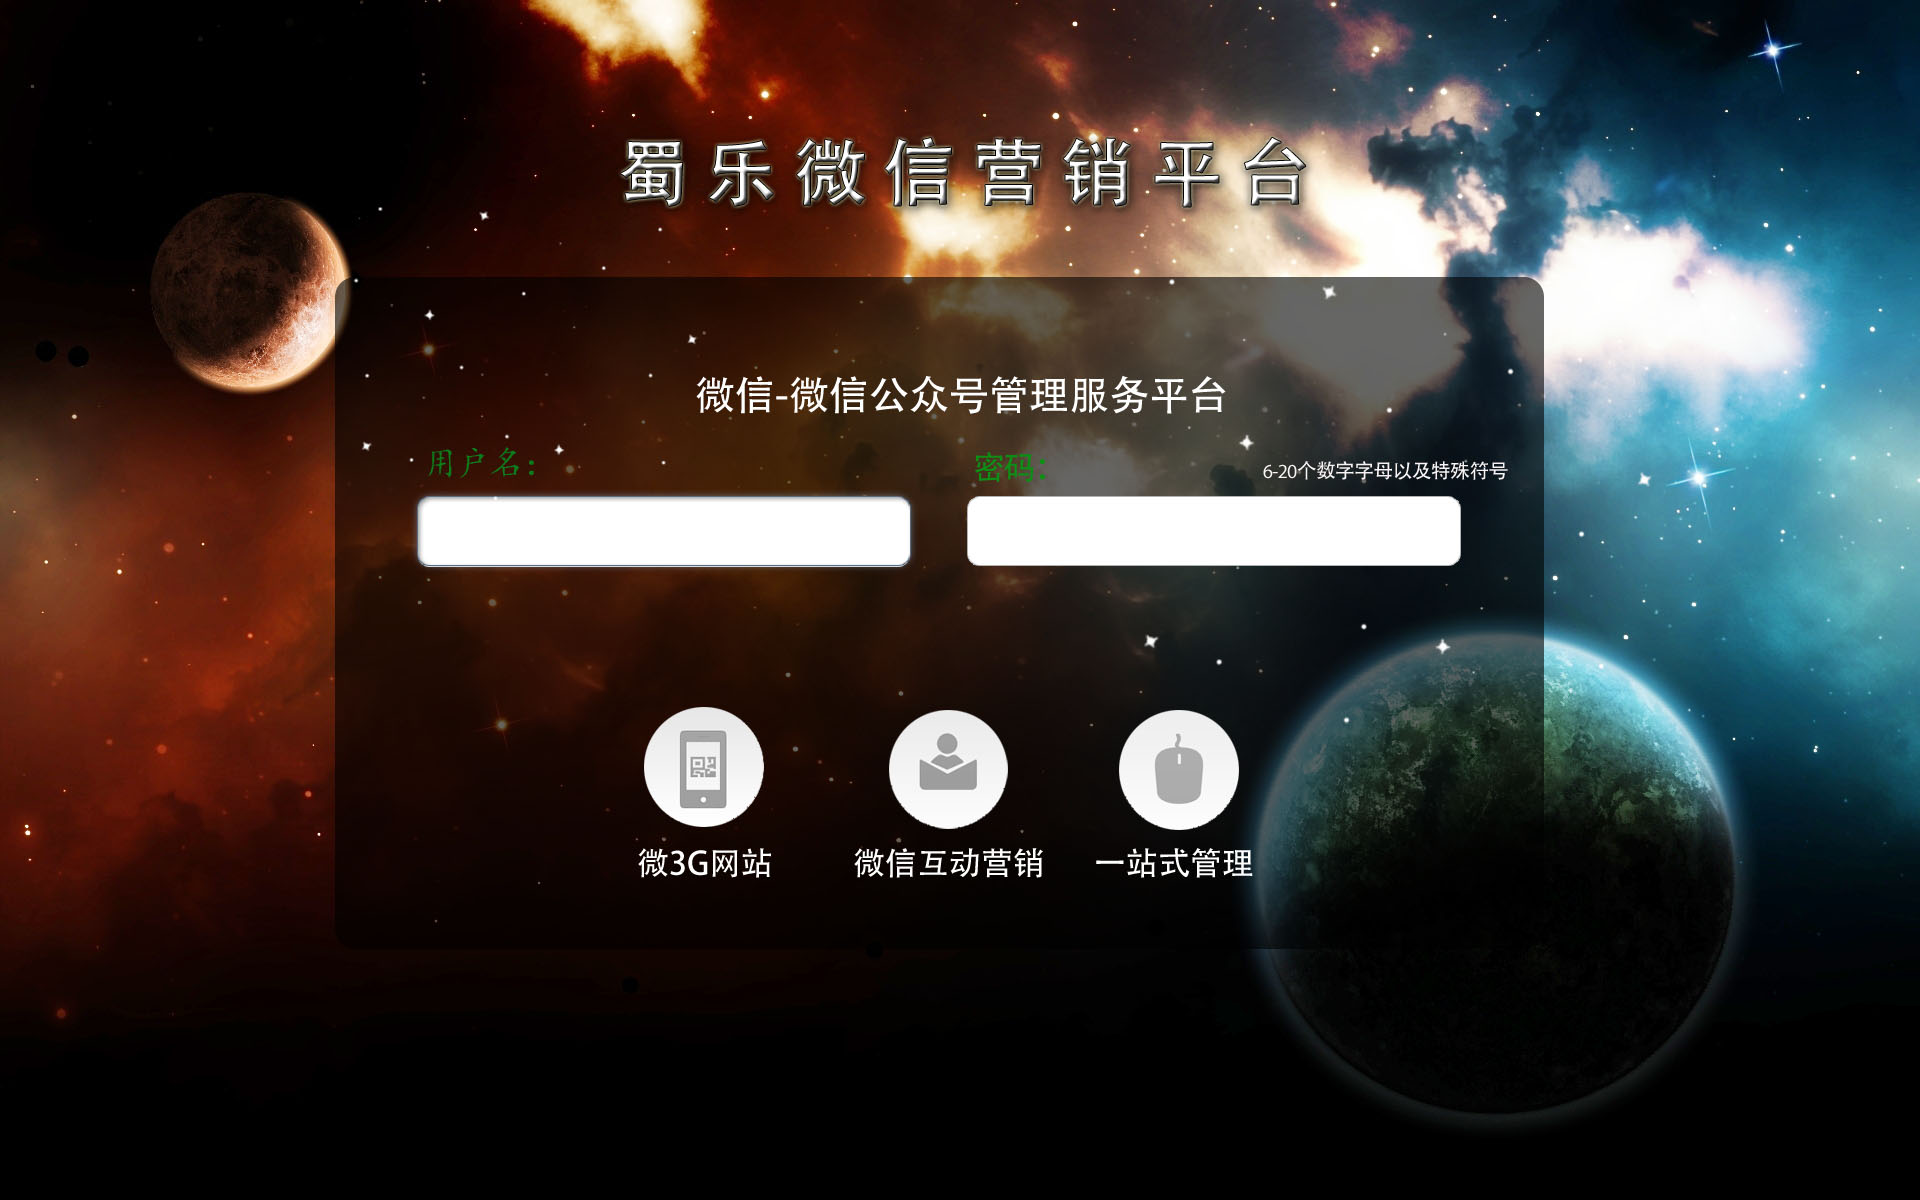 蜀乐微信营销平台
微信-微信公众号管理服务平台
用户名：
密码：
6-20个数字字母以及特殊符号
微3G网站
微信互动营销
一站式管理